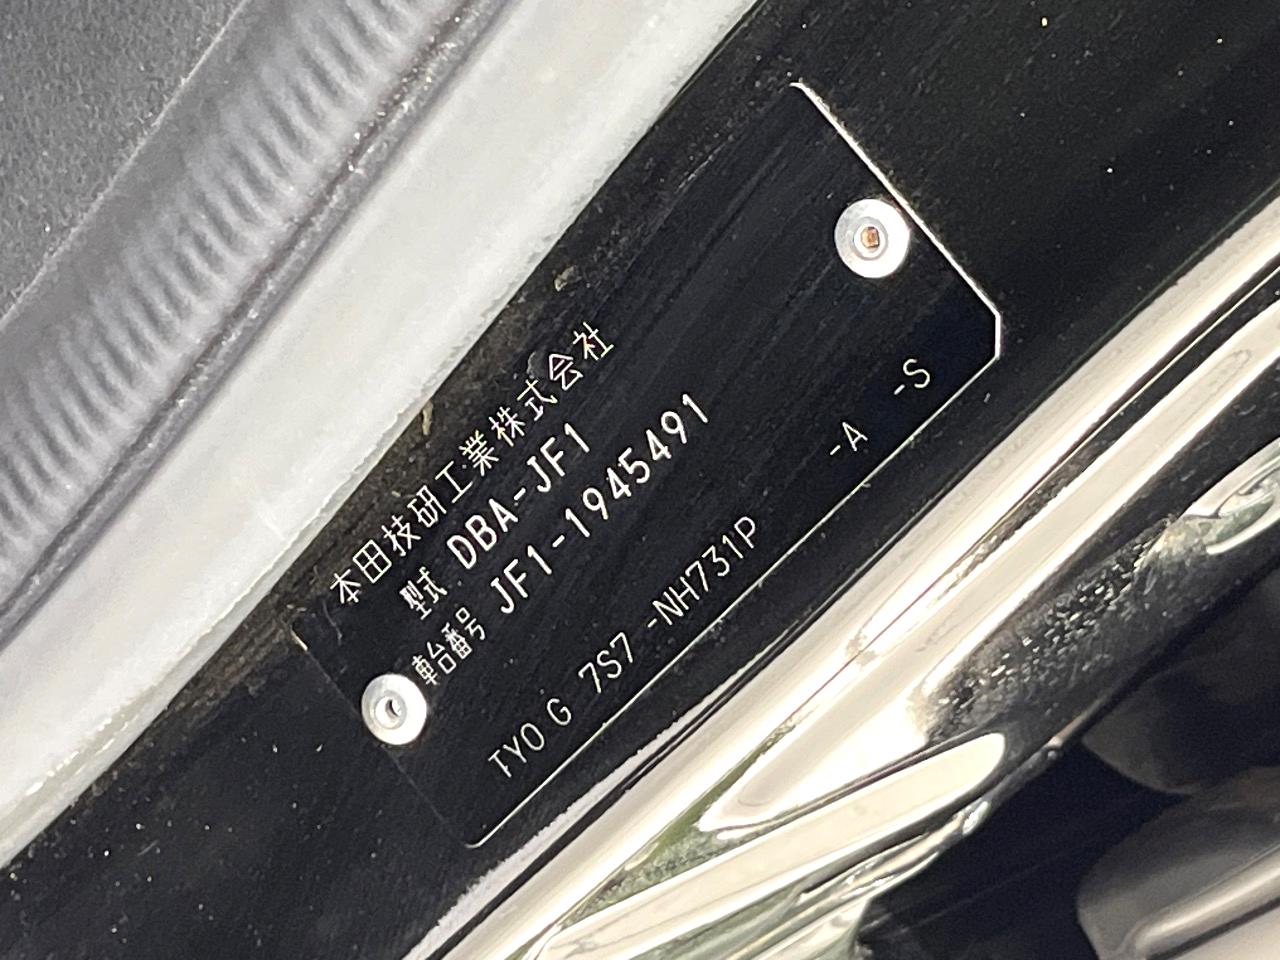 本田技研工業株式会社
型式 DBA-JF1
車台番号 JF1-1945491
TY0 G 7S7 -NH731P -A -S